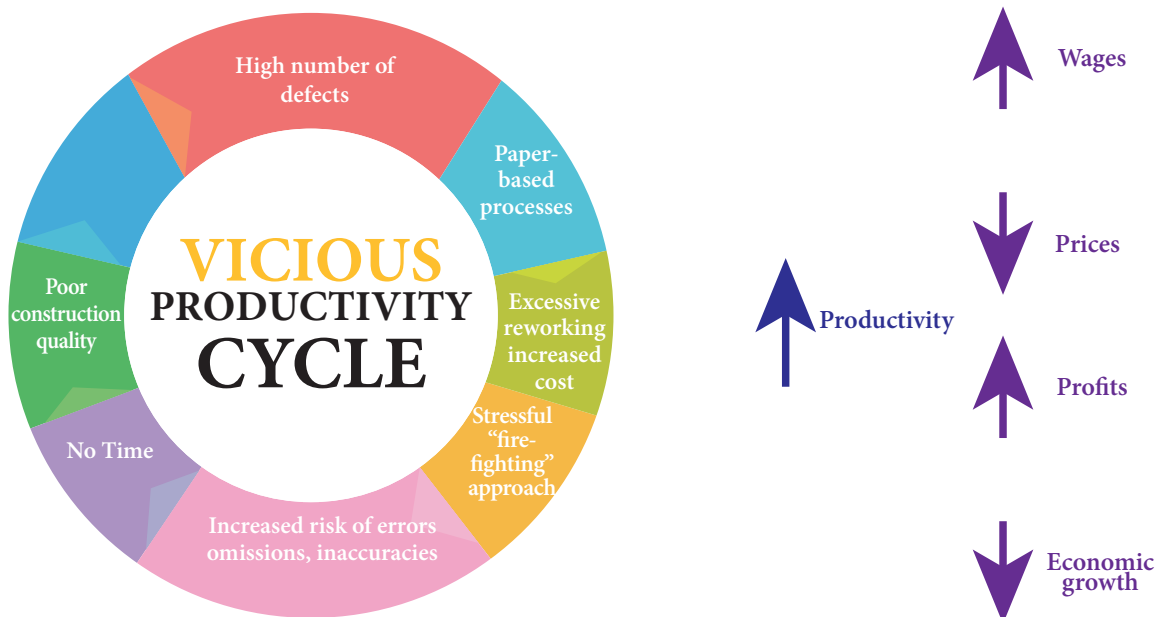 High number of
defects
Paper-
based
processes
Excessive
reworking
increased
cost
Stressful
“fire-
fighting”
approach
Increased risk of errors
omissions, inaccuracies
No Time
Poor
construction
quality
VICIOUS
PRODUCTIVITY
CYCLE
Productivity
Wages
Prices
Profits
Economic
growth